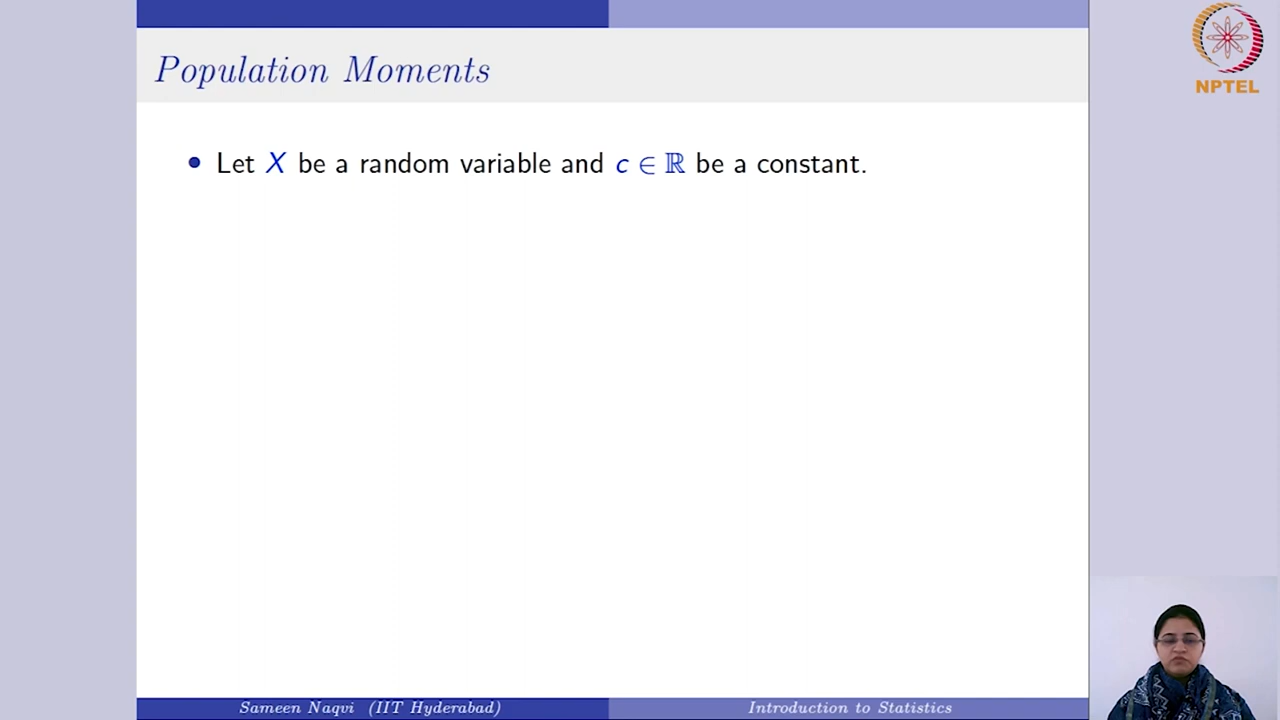 Population Moments
NPTEL
• Let X be a random variable and c ∈ ℝ be a constant.
Sameen Naqvi (IIT Hyderabad)
Introduction to Statistics